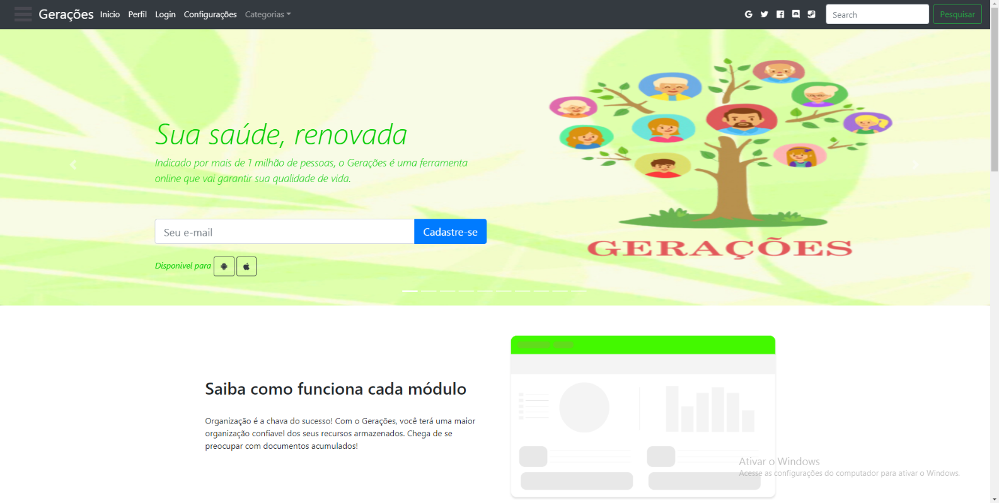 Gerações Inicio Perfil Login Configurações Categorias Search Pesquisar
Sua saúde, renovada
Indicado por mais de 1 milhão de pessoas, o Gerações é uma ferramenta
online que vai garantir sua qualidade de vida.
Seu e-mail Cadastre-se
Disponivel para
GERAÇÕES
Saiba como funciona cada módulo
Organização é a chava do sucesso! Com o Gerações, você terá uma maior
organização confiavel dos seus recursos armazenados. Chega de se
preocupar com documentos acumulados!
Ativar o Windows
Acesse as configurações do computador para ativar o Windows.